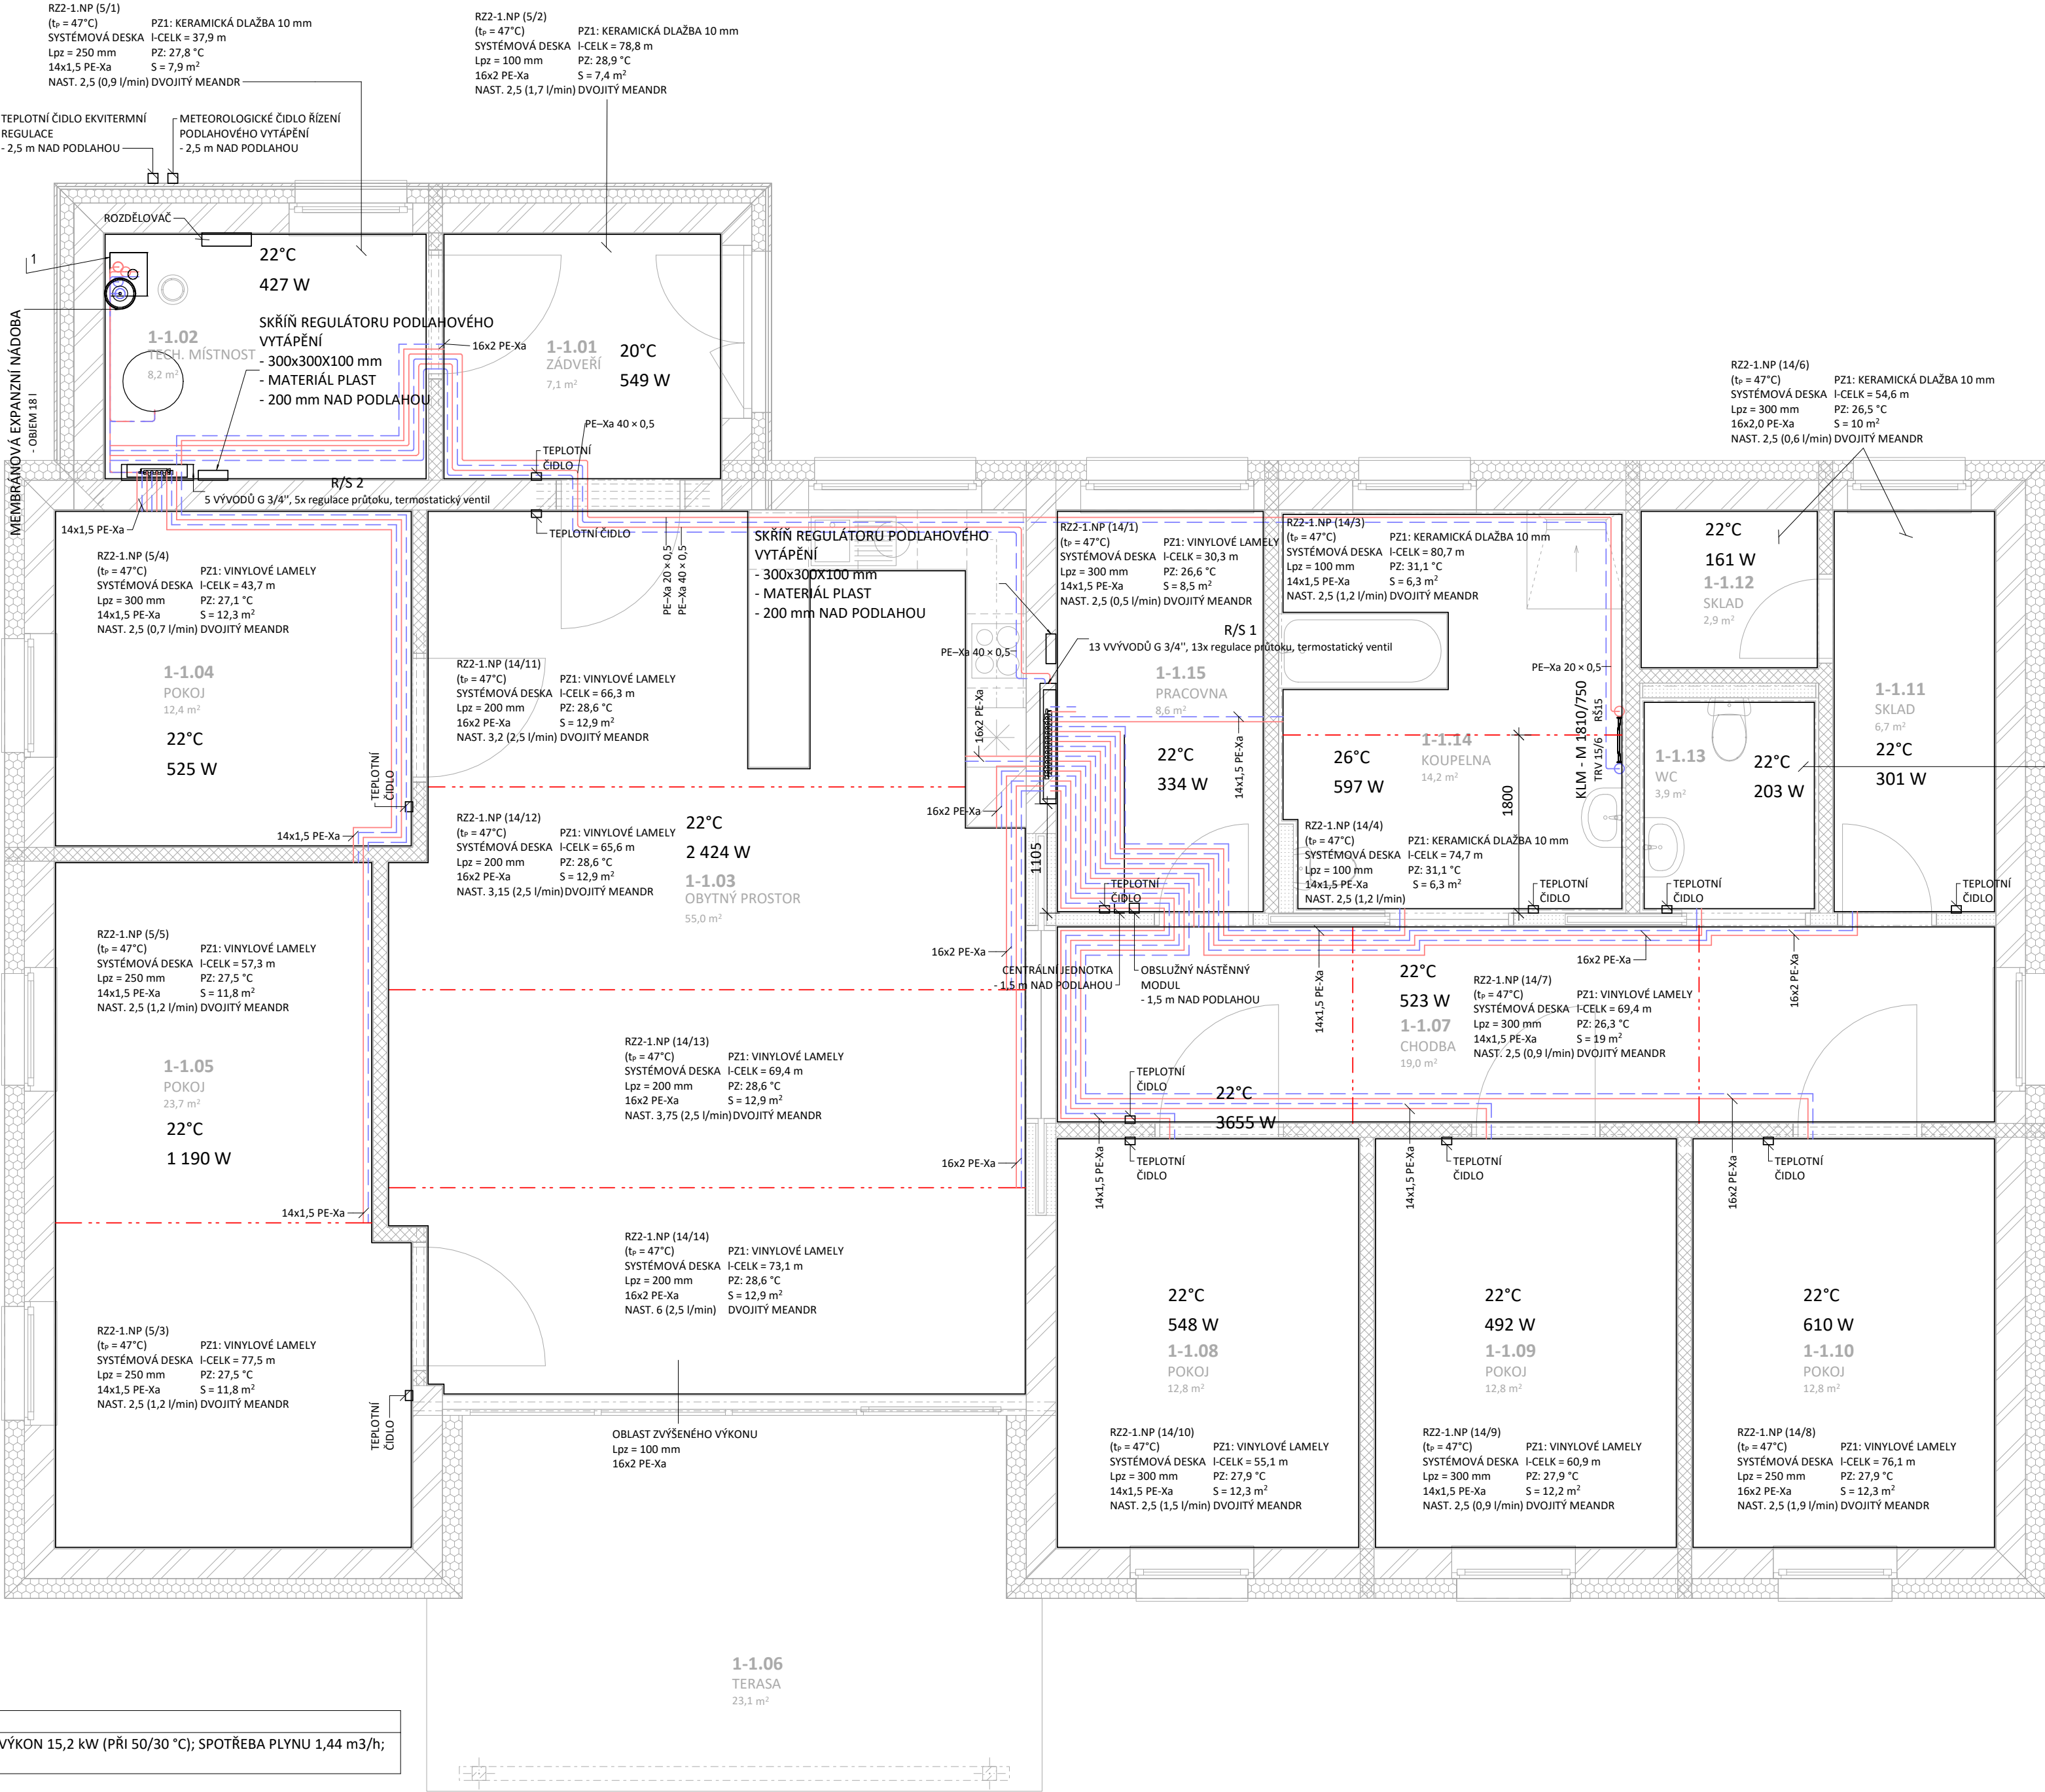 RZ2-1.NP (5/1)
(tₚ = 47°C) PZ1: KERAMICKÁ DLAŽBA 10 mm
SYSTÉMOVÁ DESKA l-CELK = 37,9 m
Lpz = 250 mm PZ: 27,8 °C
14x1,5 PE-Xa S = 7,9 m²
NAST. 2,5 (0,9 l/min) DVOJITÝ MEANDR
RZ2-1.NP (5/2)
(tₚ = 47°C) PZ1: KERAMICKÁ DLAŽBA 10 mm
SYSTÉMOVÁ DESKA l-CELK = 78,8 m
Lpz = 100 mm PZ: 28,9 °C
16x2 PE-Xa S = 7,4 m²
NAST. 2,5 (1,7 l/min) DVOJITÝ MEANDR
TEPLOTNÍ ČIDLO EKVITERMNÍ
REGULACE
- 2,5 m NAD PODLAHOU
METEOROLOGICKÉ ČIDLO ŘÍZENÍ
PODLAHOVÉHO VYTÁPĚNÍ
- 2,5 m NAD PODLAHOU
ROZDĚLOVAČ
1
22°C
427 W
MEMBRÁNOVÁ EXPANZNÍ NÁDOBA
- OBJEM 18 l
1-1.02
TECH. MÍSTNOST
8,2 m²
SKŘÍŇ REGULÁTORU PODLAHOVÉHO
VYTÁPĚNÍ
- 300x300X100 mm
- MATERIÁL PLAST
- 200 mm NAD PODLAHOU
16x2 PE-Xa
1-1.01
ZÁDVEŘÍ
7,1 m²
20°C
549 W
PE–Xa 40 × 0,5
TEPLOTNÍ
ČIDLO
R/S 2
5 VÝVODŮ G 3/4'', 5x regulace průtoku, termostatický ventil
TEPLOTNÍ ČIDLO
14x1,5 PE-Xa
RZ2-1.NP (14/6)
(tₚ = 47°C) PZ1: KERAMICKÁ DLAŽBA 10 mm
SYSTÉMOVÁ DESKA l-CELK = 54,6 m
Lpz = 300 mm PZ: 26,5 °C
16x2,0 PE-Xa S = 10 m²
NAST. 2,5 (0,6 l/min) DVOJITÝ MEANDR
RZ2-1.NP (5/4)
(tₚ = 47°C) PZ1: VINYLOVÉ LAMELY
SYSTÉMOVÁ DESKA l-CELK = 43,7 m
Lpz = 300 mm PZ: 27,1 °C
14x1,5 PE-Xa S = 12,3 m²
NAST. 2,5 (0,7 l/min) DVOJITÝ MEANDR
1-1.04
POKOJ
12,4 m²
22°C
525 W
TEPLOTNÍ
ČIDLO
14x1,5 PE-Xa
PE–Xa 20 × 0,5
PE–Xa 40 × 0,5
SKŘÍŇ REGULÁTORU PODLAHOVÉHO
VYTÁPĚNÍ
- 300x300X100 mm
- MATERIÁL PLAST
- 200 mm NAD PODLAHOU
RZ2-1.NP (14/1)
(tₚ = 47°C) PZ1: VINYLOVÉ LAMELY
SYSTÉMOVÁ DESKA l-CELK = 30,3 m
Lpz = 300 mm PZ: 26,6 °C
14x1,5 PE-Xa S = 8,5 m²
NAST. 2,5 (0,5 l/min) DVOJITÝ MEANDR
RZ2-1.NP (14/3)
(tₚ = 47°C) PZ1: KERAMICKÁ DLAŽBA 10 mm
SYSTÉMOVÁ DESKA l-CELK = 80,7 m
Lpz = 100 mm PZ: 31,1 °C
14x1,5 PE-Xa S = 6,3 m²
NAST. 2,5 (1,2 l/min) DVOJITÝ MEANDR
22°C
161 W
1-1.12
SKLAD
2,9 m²
R/S 1
13 VVÝVODŮ G 3/4'', 13x regulace průtoku, termostatický ventil
PE–Xa 40 × 0,5
PE–Xa 20 × 0,5
RZ2-1.NP (14/11)
(tₚ = 47°C) PZ1: VINYLOVÉ LAMELY
SYSTÉMOVÁ DESKA l-CELK = 66,3 m
Lpz = 200 mm PZ: 28,6 °C
16x2 PE-Xa S = 12,9 m²
NAST. 3,2 (2,5 l/min) DVOJITÝ MEANDR
16x2 PE-Xa
1-1.15
PRACOVNA
8,6 m²
22°C
334 W
14x1,5 PE-Xa
26°C
597 W
1-1.14
KOUPELNA
14,2 m²
1800
KLM - M 1810/750
TRV 15/6 RŠ15
1-1.13
WC
3,9 m²
22°C
203 W
1-1.11
SKLAD
6,7 m²
22°C
301 W
RZ2-1.NP (14/12)
(tₚ = 47°C) PZ1: VINYLOVÉ LAMELY
SYSTÉMOVÁ DESKA l-CELK = 65,6 m
Lpz = 200 mm PZ: 28,6 °C
16x2 PE-Xa S = 12,9 m²
NAST. 3,15 (2,5 l/min) DVOJITÝ MEANDR
22°C
2 424 W
1-1.03
OBYTNÝ PROSTOR
55,0 m²
16x2 PE-Xa
1105
RZ2-1.NP (14/4)
(tₚ = 47°C) PZ1: KERAMICKÁ DLAŽBA 10 mm
SYSTÉMOVÁ DESKA l-CELK = 74,7 m
Lpz = 100 mm PZ: 31,1 °C
14x1,5 PE-Xa S = 6,3 m²
NAST. 2,5 (1,2 l/min)
TEPLOTNÍ
ČIDLO
TEPLOTNÍ
ČIDLO
TEPLOTNÍ
ČIDLO
TEPLOTNÍ
ČIDLO
RZ2-1.NP (5/5)
(tₚ = 47°C) PZ1: VINYLOVÉ LAMELY
SYSTÉMOVÁ DESKA l-CELK = 57,3 m
Lpz = 250 mm PZ: 27,5 °C
14x1,5 PE-Xa S = 11,8 m²
NAST. 2,5 (1,2 l/min) DVOJITÝ MEANDR
16x2 PE-Xa
CENTRÁLNÍ JEDNOTKA
- 1,5 m NAD PODLAHOU
OBSLUŽNÝ NÁSTĚNNÝ
MODUL
- 1,5 m NAD PODLAHOU
14x1,5 PE-Xa
22°C
523 W
1-1.07
CHODBA
19,0 m²
16x2 PE-Xa
RZ2-1.NP (14/7)
(tₚ = 47°C) PZ1: VINYLOVÉ LAMELY
SYSTÉMOVÁ DESKA l-CELK = 69,4 m
Lpz = 300 mm PZ: 26,3 °C
14x1,5 PE-Xa S = 19 m²
NAST. 2,5 (0,9 l/min) DVOJITÝ MEANDR
16x2 PE-Xa
1-1.05
POKOJ
23,7 m²
22°C
1 190 W
14x1,5 PE-Xa
RZ2-1.NP (14/13)
(tₚ = 47°C) PZ1: VINYLOVÉ LAMELY
SYSTÉMOVÁ DESKA l-CELK = 69,4 m
Lpz = 200 mm PZ: 28,6 °C
16x2 PE-Xa S = 12,9 m²
NAST. 3,75 (2,5 l/min) DVOJITÝ MEANDR
16x2 PE-Xa
TEPLOTNÍ
ČIDLO
22°C
3655 W
14x1,5 PE-Xa
TEPLOTNÍ
ČIDLO
14x1,5 PE-Xa
TEPLOTNÍ
ČIDLO
16x2 PE-Xa
TEPLOTNÍ
ČIDLO
RZ2-1.NP (14/14)
(tₚ = 47°C) PZ1: VINYLOVÉ LAMELY
SYSTÉMOVÁ DESKA l-CELK = 73,1 m
Lpz = 200 mm PZ: 28,6 °C
16x2 PE-Xa S = 12,9 m²
NAST. 6 (2,5 l/min) DVOJITÝ MEANDR
RZ2-1.NP (5/3)
(tₚ = 47°C) PZ1: VINYLOVÉ LAMELY
SYSTÉMOVÁ DESKA l-CELK = 77,5 m
Lpz = 250 mm PZ: 27,5 °C
14x1,5 PE-Xa S = 11,8 m²
NAST. 2,5 (1,2 l/min) DVOJITÝ MEANDR
TEPLOTNÍ
ČIDLO
22°C
548 W
1-1.08
POKOJ
12,8 m²
22°C
492 W
1-1.09
POKOJ
12,8 m²
22°C
610 W
1-1.10
POKOJ
12,8 m²
OBLAST ZVÝŠENÉHO VÝKONU
Lpz = 100 mm
16x2 PE-Xa
RZ2-1.NP (14/10)
(tₚ = 47°C) PZ1: VINYLOVÉ LAMELY
SYSTÉMOVÁ DESKA l-CELK = 55,1 m
Lpz = 300 mm PZ: 27,9 °C
14x1,5 PE-Xa S = 12,3 m²
NAST. 2,5 (1,5 l/min) DVOJITÝ MEANDR
RZ2-1.NP (14/9)
(tₚ = 47°C) PZ1: VINYLOVÉ LAMELY
SYSTÉMOVÁ DESKA l-CELK = 60,9 m
Lpz = 300 mm PZ: 27,9 °C
14x1,5 PE-Xa S = 12,2 m²
NAST. 2,5 (0,9 l/min) DVOJITÝ MEANDR
RZ2-1.NP (14/8)
(tₚ = 47°C) PZ1: VINYLOVÉ LAMELY
SYSTÉMOVÁ DESKA l-CELK = 76,1 m
Lpz = 250 mm PZ: 27,9 °C
16x2 PE-Xa S = 12,3 m²
NAST. 2,5 (1,9 l/min) DVOJITÝ MEANDR
1-1.06
TERASA
23,1 m²
VÝKON 15,2 kW (PŘI 50/30 °C); SPOTŘEBA PLYNU 1,44 m3/h;